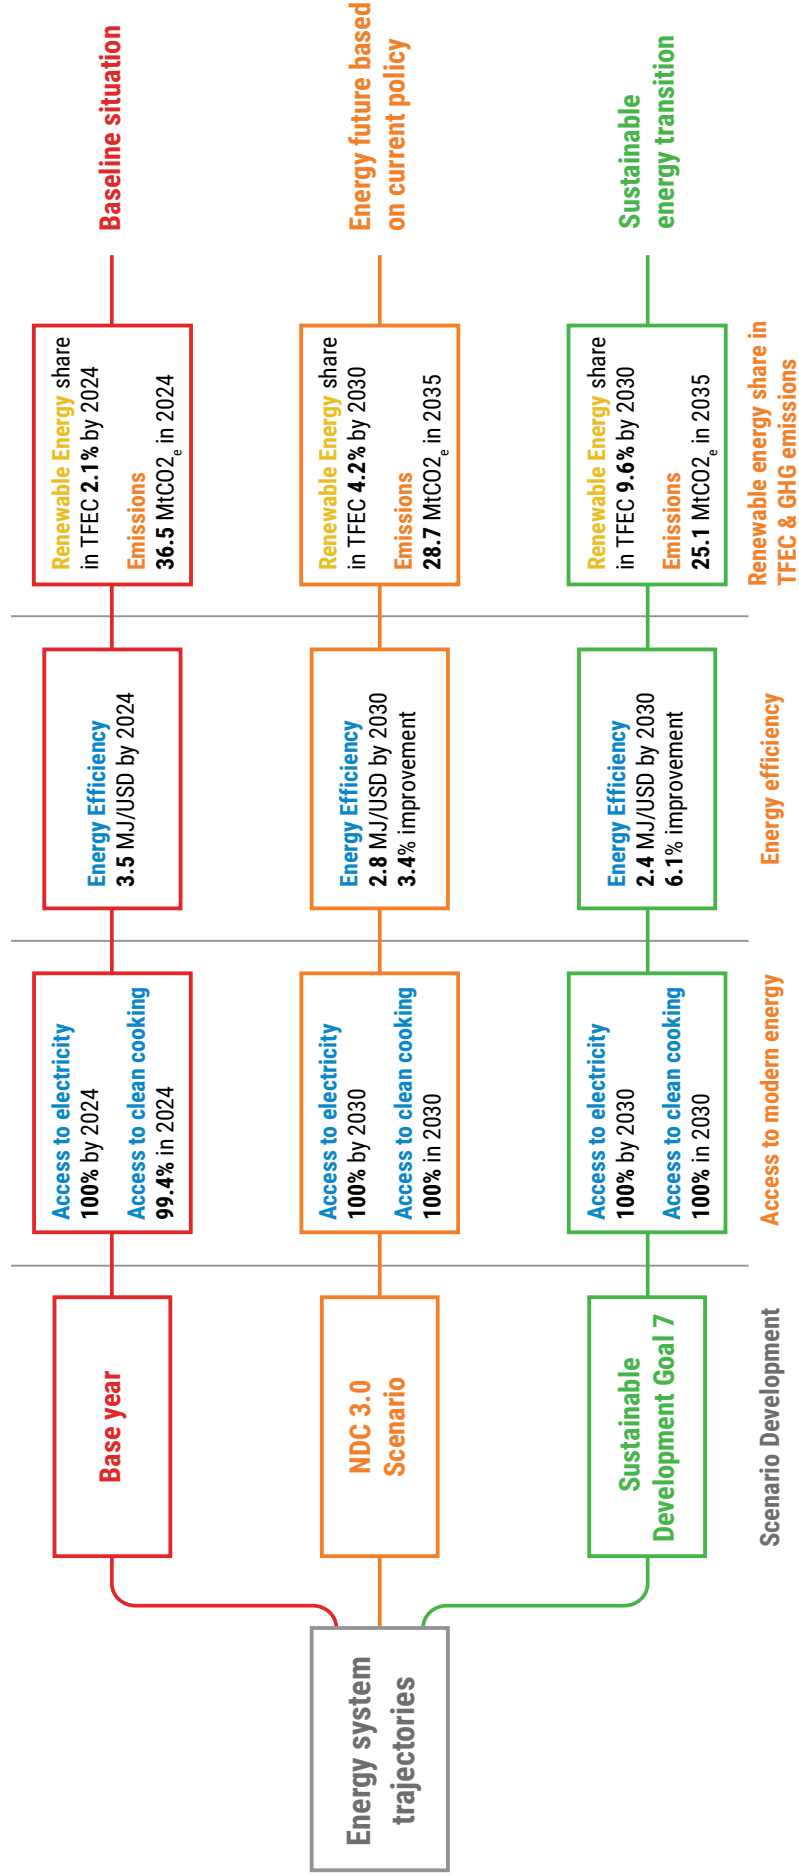 Energy system
trajectories
Base year
Access to electricity
100% by 2024
Access to clean cooking
99.4% in 2024
Energy Efficiency
3.5 MJ/USD by 2024
Renewable Energy share
in TFEC 2.1% by 2024
Emissions
36.5 MtCO2e in 2024
Baseline situation
NDC 3.0
Scenario
Access to electricity
100% by 2030
Access to clean cooking
100% in 2030
Energy Efficiency
2.8 MJ/USD by 2030
3.4% improvement
Renewable Energy share
in TFEC 4.2% by 2030
Emissions
28.7 MtCO2e in 2035
Energy future based
on current policy
Sustainable
Development Goal 7
Access to electricity
100% by 2030
Access to clean cooking
100% in 2030
Energy Efficiency
2.4 MJ/USD by 2030
6.1% improvement
Renewable Energy share
in TFEC 9.6% by 2030
Emissions
25.1 MtCO2e in 2035
Sustainable
energy transition
Scenario Development
Access to modern energy
Energy efficiency
Renewable energy share in
TFEC & GHG emissions